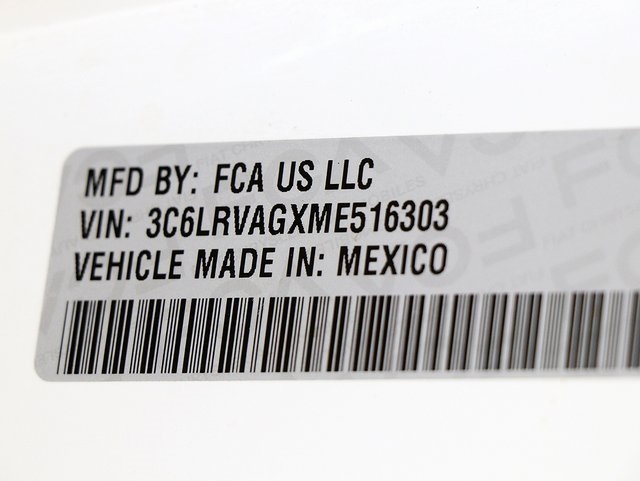 MFD BY: FCA US LLC
VIN: 3C6LRVAGXME516303
VEHICLE MADE IN: MEXICO